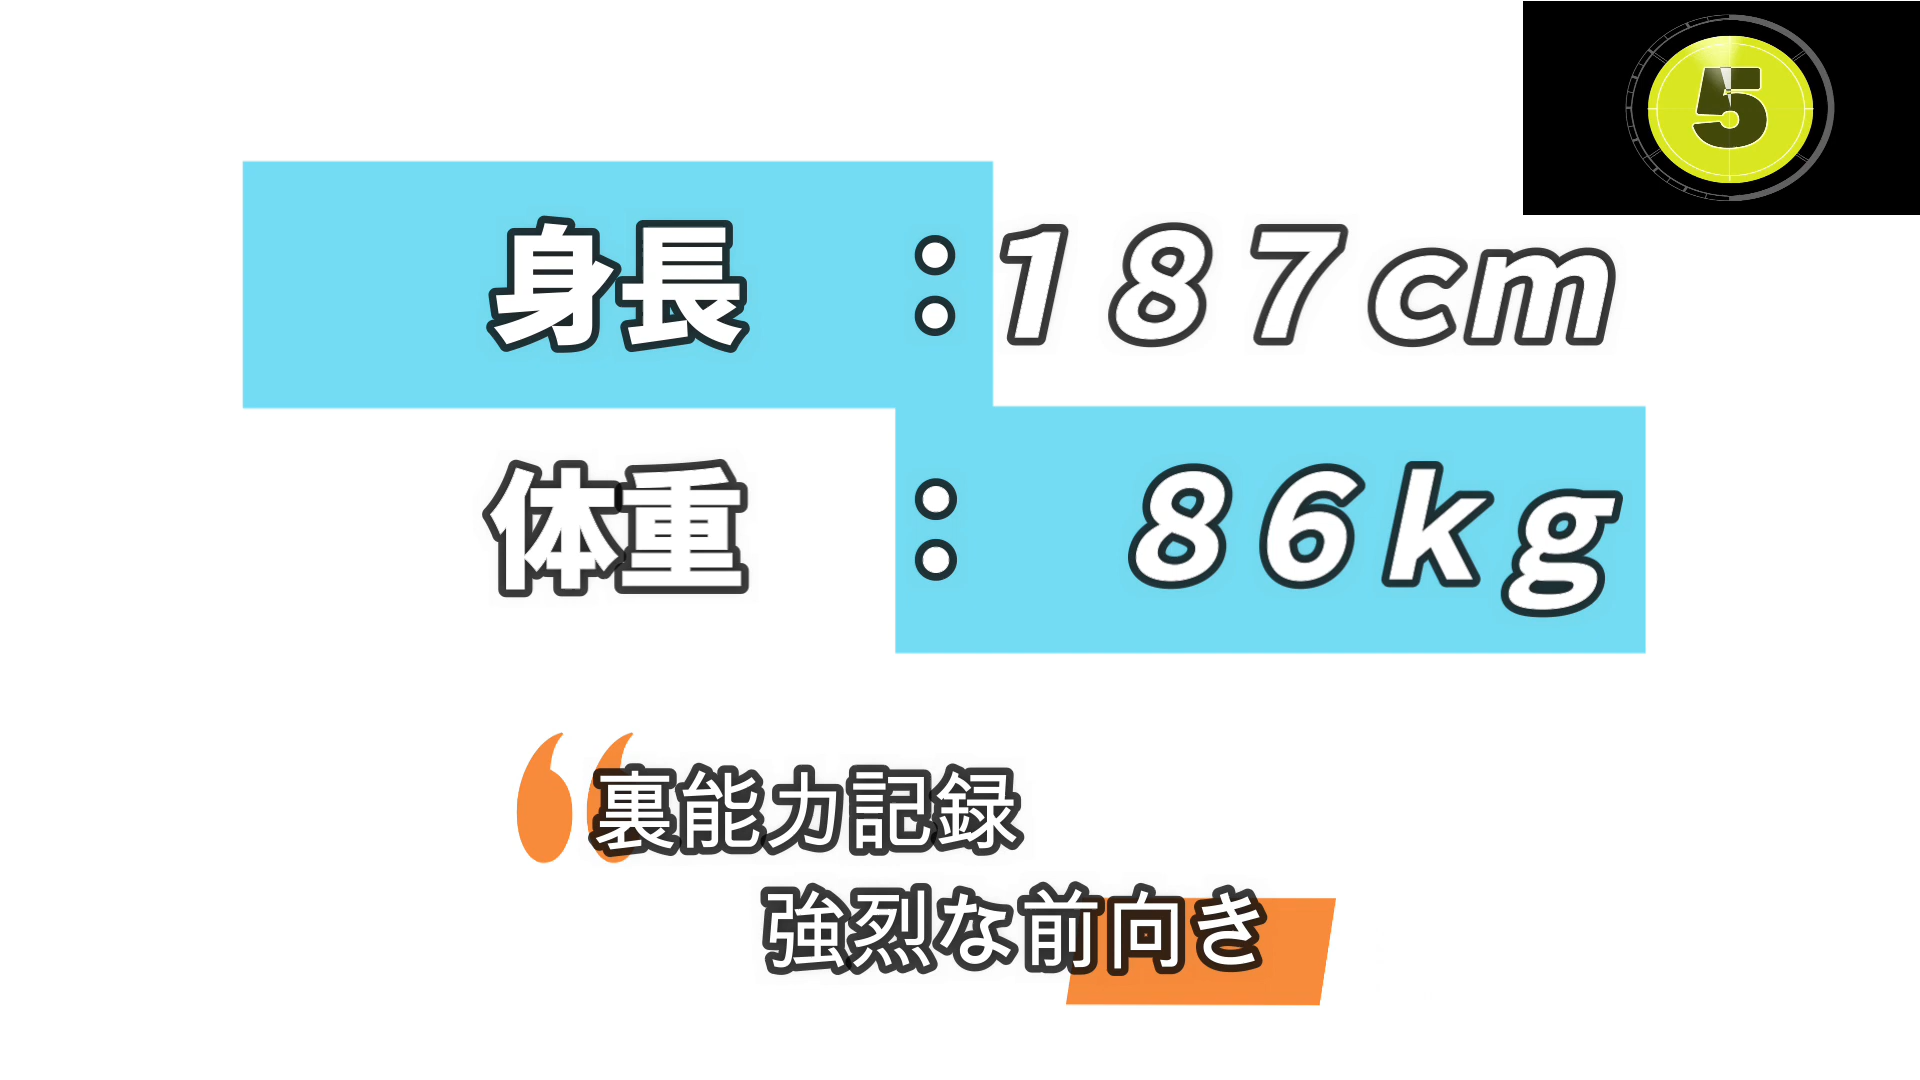 5
身長　：１８７cm
体重　：　８６kg
裏能力記録
強烈な前向き